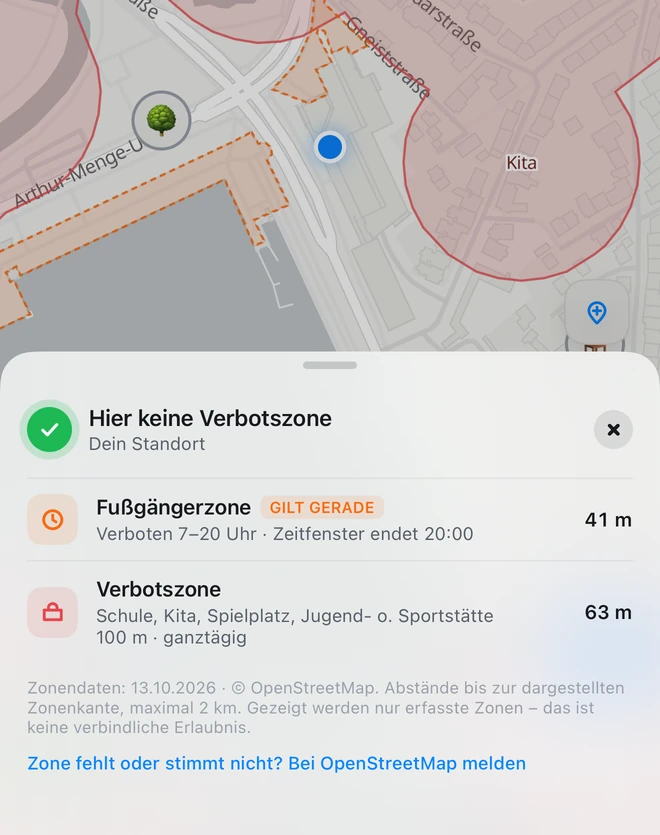 Gneiststraße
Arthur-Menge-U
Kita
Hier keine Verbotszone
Dein Standort
Fußgängerzone GILT GERADE
Verboten 7–20 Uhr · Zeitfenster endet 20:00
41 m
Verbotszone
Schule, Kita, Spielplatz, Jugend- o. Sportstätte
100 m · ganztägig
63 m
Zonendaten: 13.10.2026 · © OpenStreetMap. Abstände bis zur dargestellten
Zonenkante, maximal 2 km. Gezeigt werden nur erfasste Zonen – das ist
keine verbindliche Erlaubnis.
Zone fehlt oder stimmt nicht? Bei OpenStreetMap melden